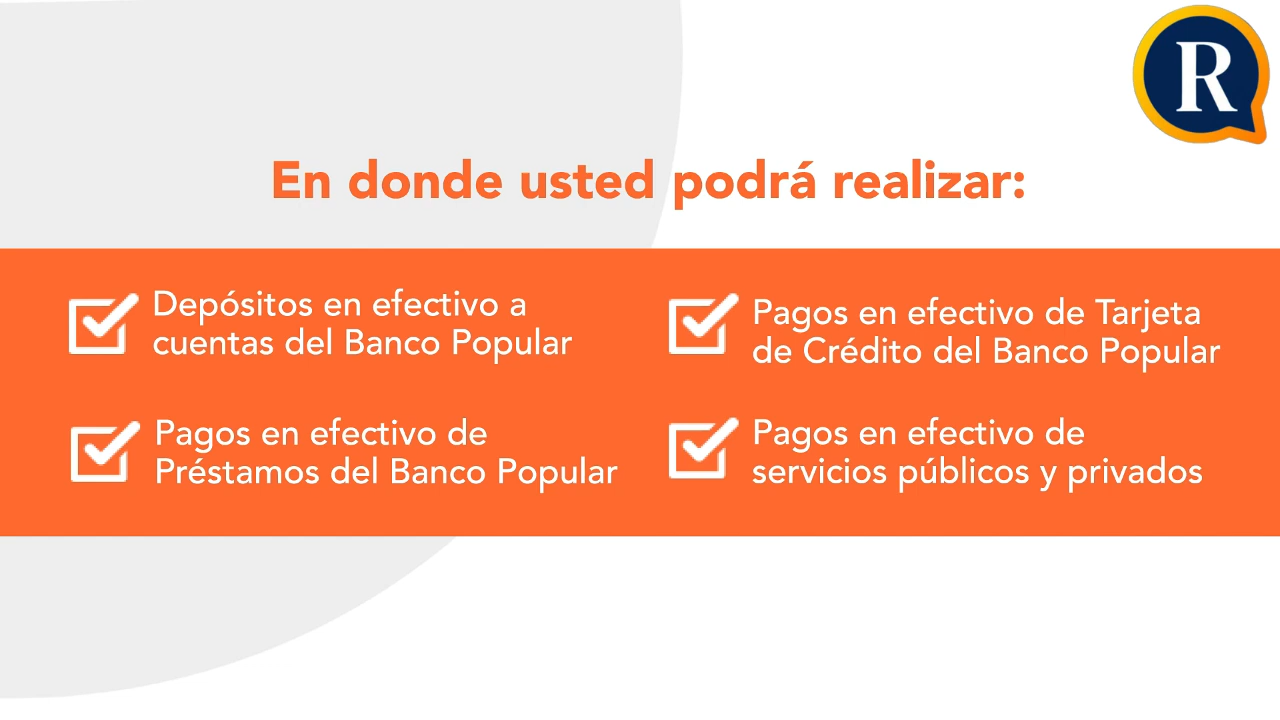 R
En donde usted podrá realizar:
Depósitos en efectivo a
cuentas del Banco Popular
Pagos en efectivo de Tarjeta
de Crédito del Banco Popular
Pagos en efectivo de
Préstamos del Banco Popular
Pagos en efectivo de
servicios públicos y privados